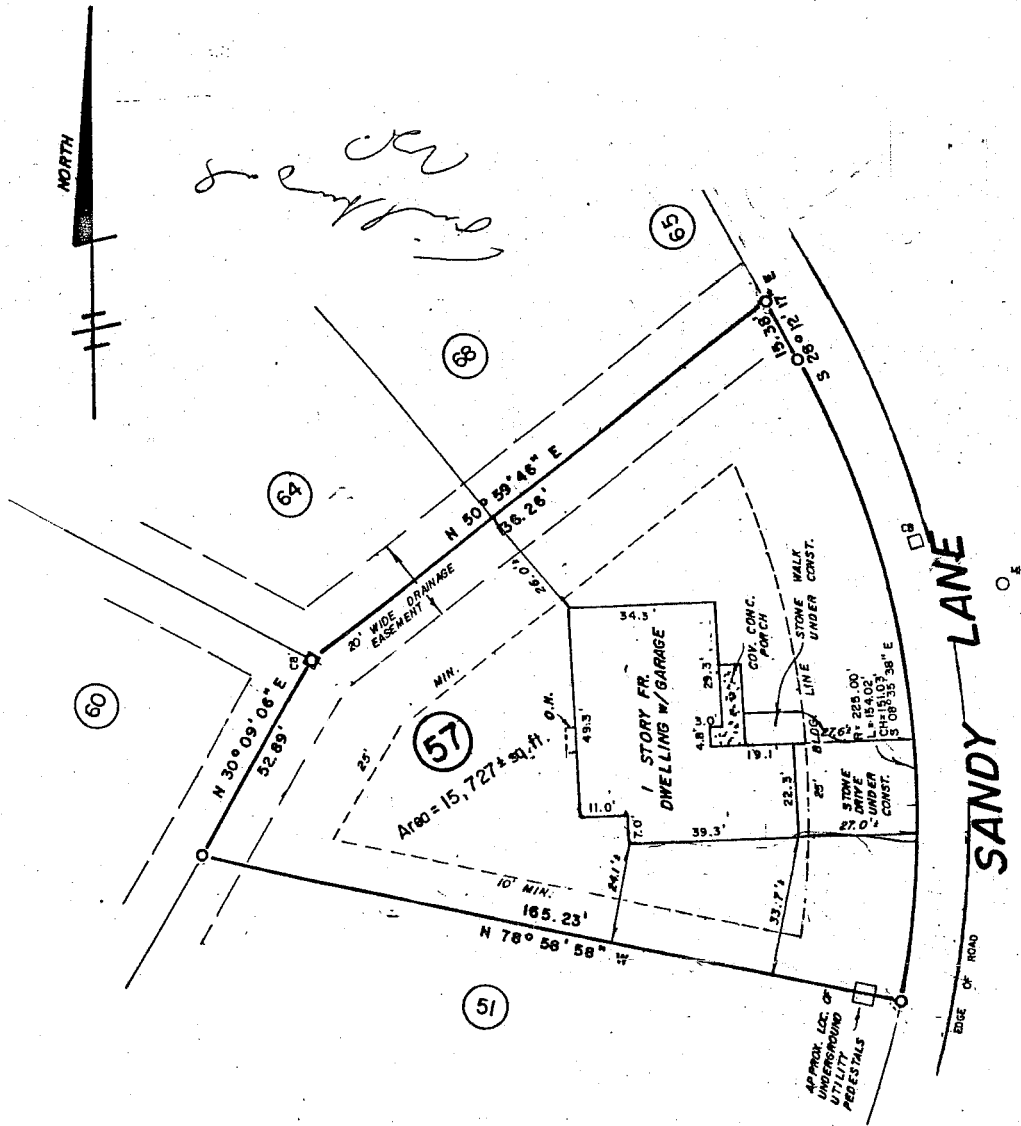 NORTH
65
68
64
60
57
51
N 30° 09' 06" E
52.89'
CB
N 50° 59' 46" E
136.26'
20' WIDE DRAINAGE
EASEMENT
26.0'±
15.38'
S 28° 12' 17" E
MIN.
25'
Area = 15,727± sq. ft.
O.H.
49.3'
34.3'
1 STORY FR.
DWELLING W/GARAGE
29.3'
COV. CONC.
PORCH
4.8'
STONE WALK
UNDER CONST.
11.0'
7.0'
39.3'
19.1'
22.3'
25'
BLDG. LINE
27.6'±
STONE
DRIVE
UNDER
CONST.
27.0'±
R= 225.00'
L= 154.02'
CH=151.03'
S 08° 35' 38" E
24.1'±
33.7'±
10' MIN.
165.23'
N 78° 58' 58"
CB
SANDY LANE
EDGE OF ROAD
APPROX. LOC. OF
UNDERGROUND
UTILITY
PEDESTALS